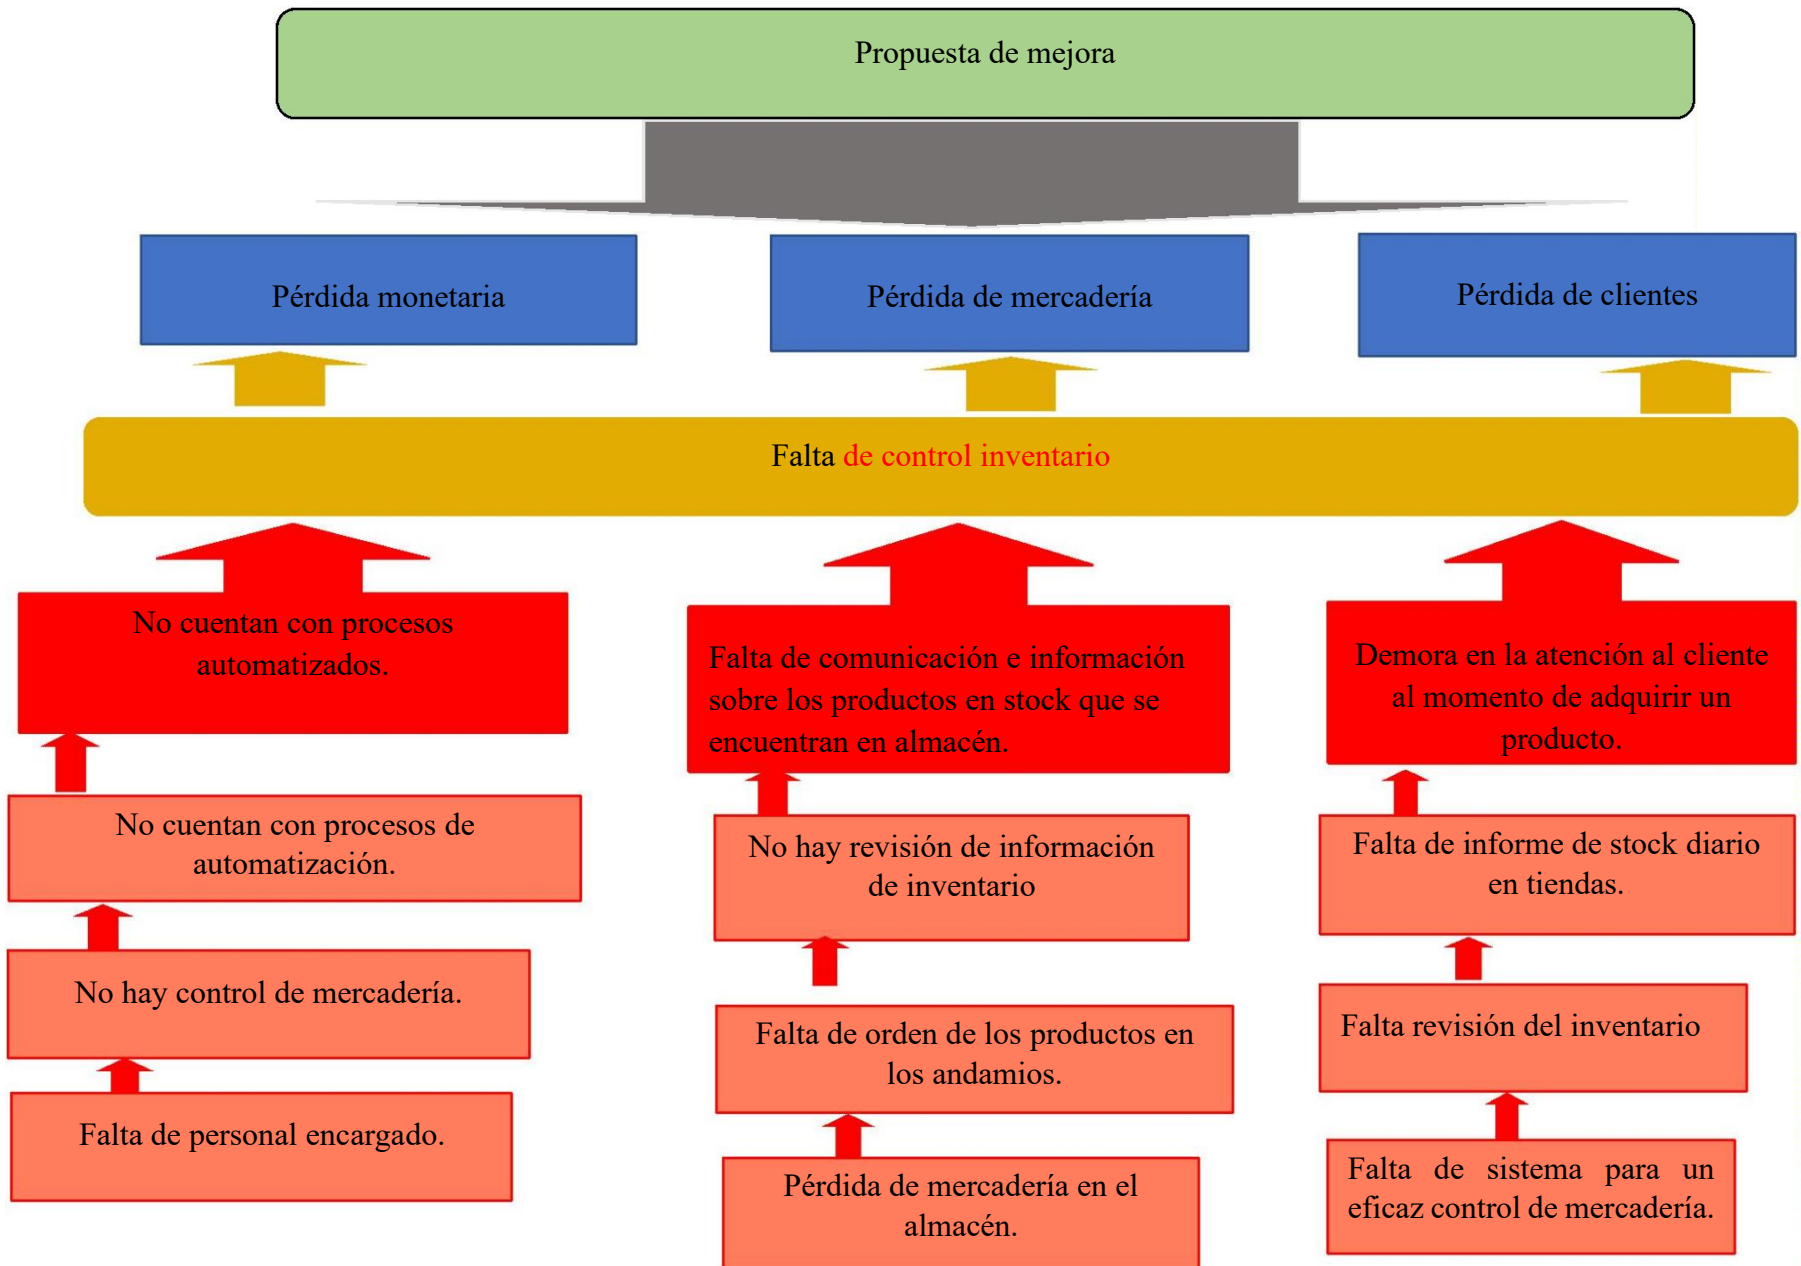 Propuesta de mejora
Pérdida monetaria
Pérdida de mercadería
Pérdida de clientes
Falta de control inventario
No cuentan con procesos
automatizados.
Falta de comunicación e información
sobre los productos en stock que se
encuentran en almacén.
Demora en la atención al cliente
al momento de adquirir un
producto.
No cuentan con procesos de
automatización.
No hay revisión de información
de inventario
Falta de informe de stock diario
en tiendas.
No hay control de mercadería.
Falta de orden de los productos en
los andamios.
Falta revisión del inventario
Falta de personal encargado.
Pérdida de mercadería en el
almacén.
Falta de sistema para un
eficaz control de mercadería.